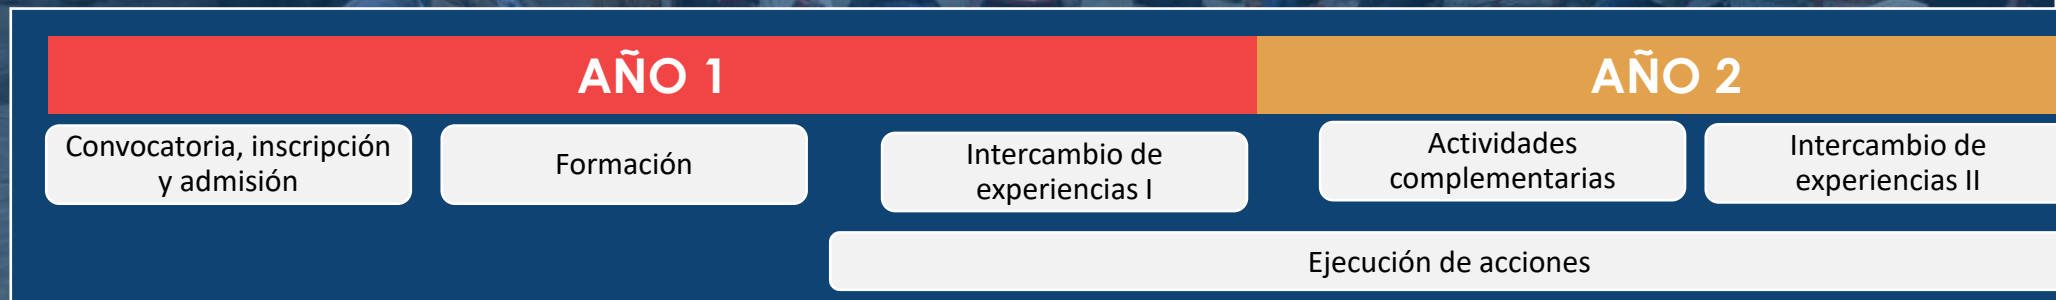 AÑO 1
AÑO 2
Convocatoria, inscripción
y admisión
Formación
Intercambio de
experiencias I
Actividades
complementarias
Intercambio de
experiencias II
Ejecución de acciones